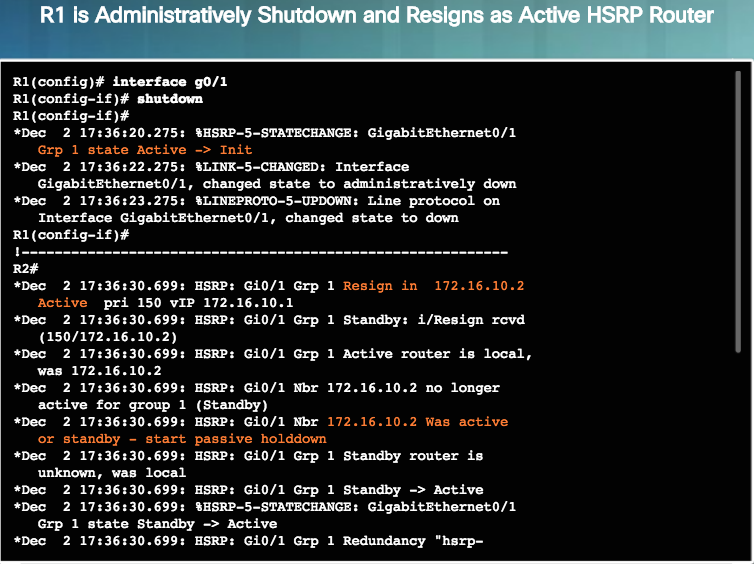 R1 is Administratively Shutdown and Resigns as Active HSRP Router
R1(config)# interface g0/1
R1(config-if)# shutdown
R1(config-if)#
*Dec  2 17:36:20.275: %HSRP-5-STATECHANGE: GigabitEthernet0/1
Grp 1 state Active -> Init
*Dec  2 17:36:22.275: %LINK-5-CHANGED: Interface
GigabitEthernet0/1, changed state to administratively down
*Dec  2 17:36:23.275: %LINEPROTO-5-UPDOWN: Line protocol on
Interface GigabitEthernet0/1, changed state to down
R1(config-if)#
!-----------------------------------------------------------
R2#
*Dec  2 17:36:30.699: HSRP: Gi0/1 Grp 1 Resign in  172.16.10.2
Active  pri 150 vIP 172.16.10.1
*Dec  2 17:36:30.699: HSRP: Gi0/1 Grp 1 Standby: i/Resign rcvd
(150/172.16.10.2)
*Dec  2 17:36:30.699: HSRP: Gi0/1 Grp 1 Active router is local,
was 172.16.10.2
*Dec  2 17:36:30.699: HSRP: Gi0/1 Nbr 172.16.10.2 no longer
active for group 1 (Standby)
*Dec  2 17:36:30.699: HSRP: Gi0/1 Nbr 172.16.10.2 Was active
or standby - start passive holddown
*Dec  2 17:36:30.699: HSRP: Gi0/1 Grp 1 Standby router is
unknown, was local
*Dec  2 17:36:30.699: HSRP: Gi0/1 Grp 1 Standby -> Active
*Dec  2 17:36:30.699: %HSRP-5-STATECHANGE: GigabitEthernet0/1
Grp 1 state Standby -> Active
*Dec  2 17:36:30.699: HSRP: Gi0/1 Grp 1 Redundancy "hsrp-